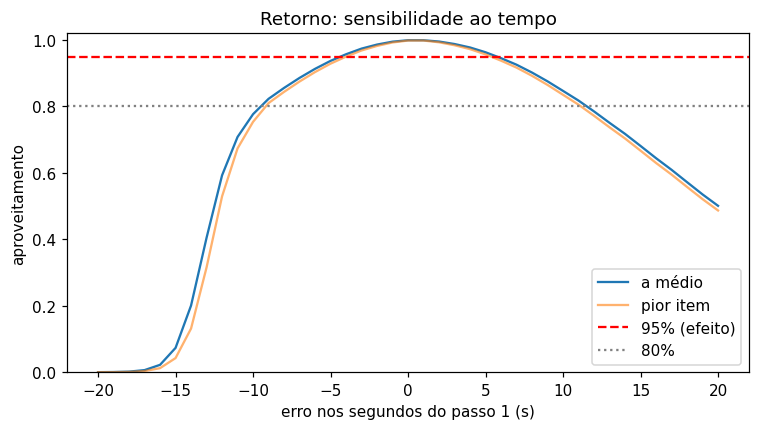 Retorno: sensibilidade ao tempo
aproveitamento
1.0
0.8
0.6
0.4
0.2
0.0
−20 −15 −10 −5 0 5 10 15 20
erro nos segundos do passo 1 (s)
a médio
pior item
95% (efeito)
80%